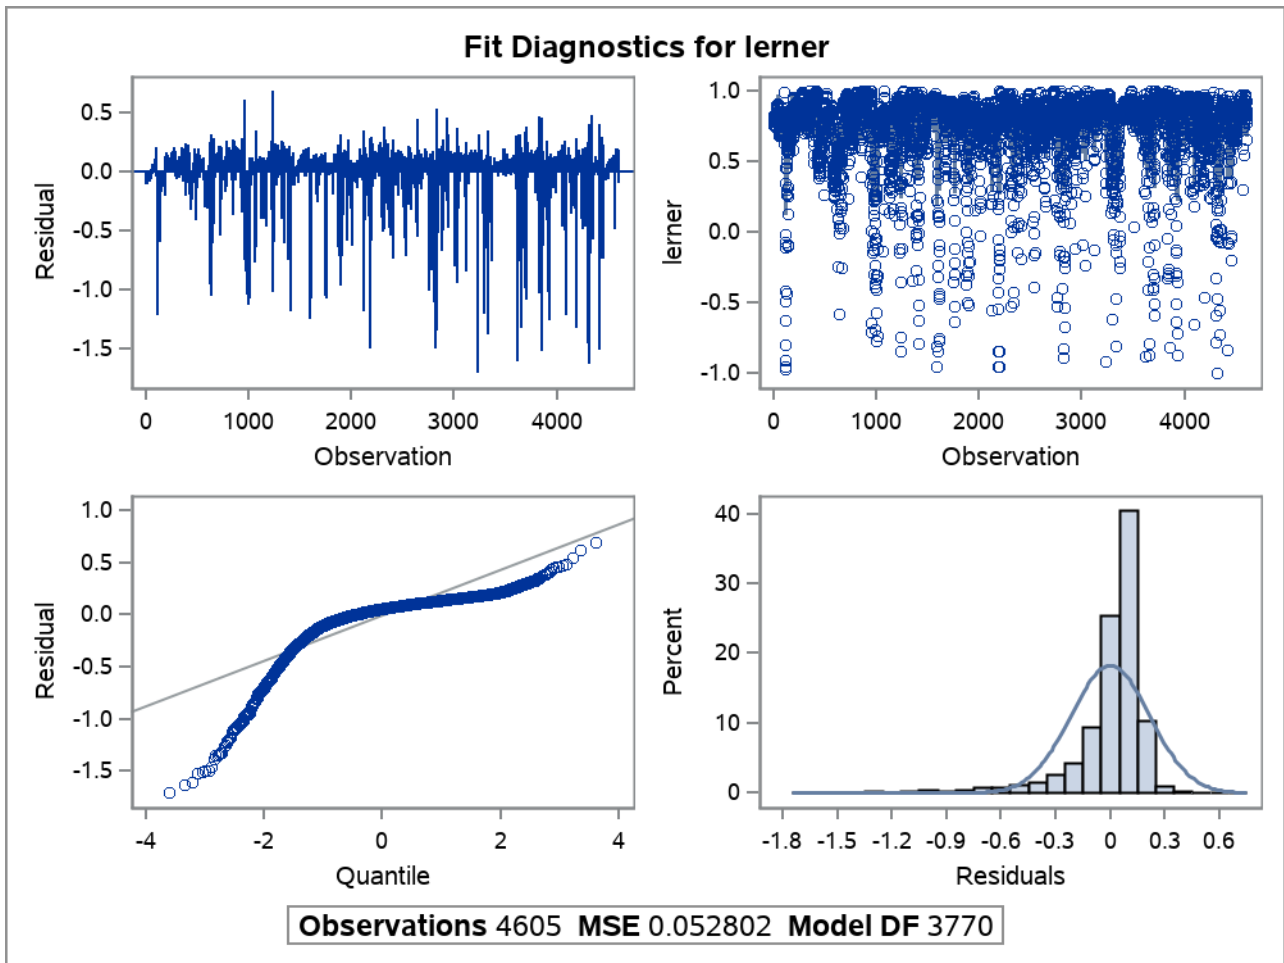 Fit Diagnostics for lerner
0.5
0.0
-0.5
-1.0
-1.5
Residual
0 1000 2000 3000 4000
Observation
1.0
0.5
0.0
-0.5
-1.0
lerner
0 1000 2000 3000 4000
Observation
1.0
0.5
0.0
-0.5
-1.0
-1.5
Residual
-4 -2 0 2 4
Quantile
40
30
20
10
0
Percent
-1.8 -1.5 -1.2 -0.9 -0.6 -0.3 0 0.3 0.6
Residuals
Observations 4605 MSE 0.052802 Model DF 3770